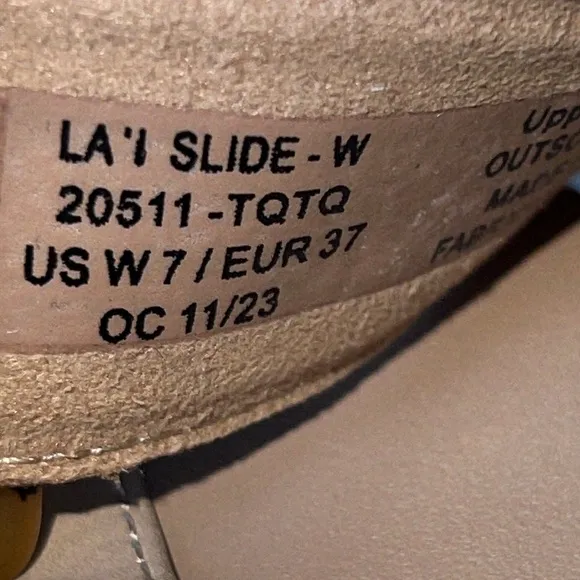 LA'I SLIDE - W
20511 -TQTQ
US W 7 / EUR 37
OC 11/23